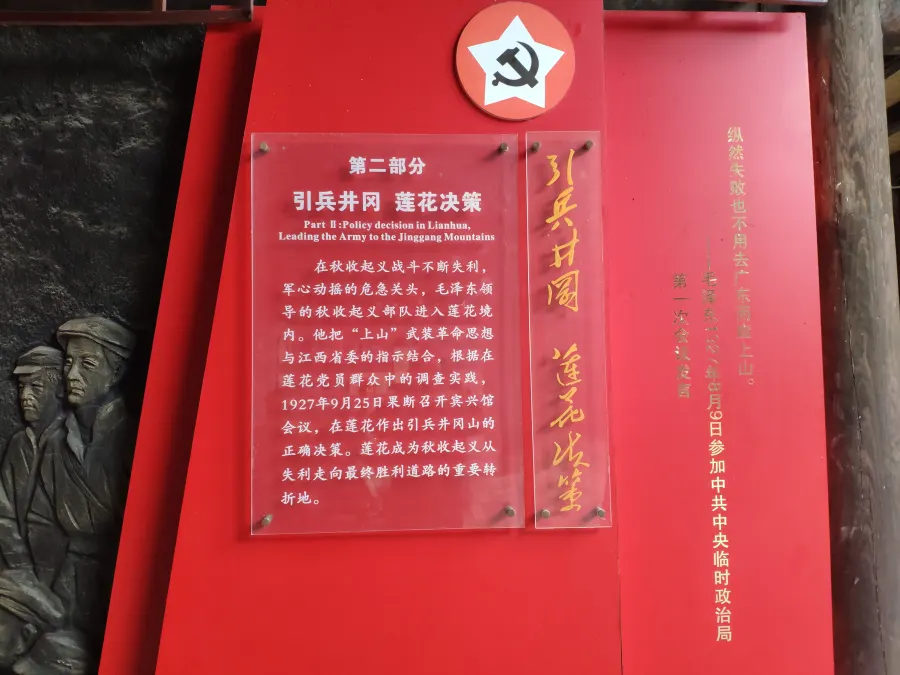 第二部分
引兵井冈 莲花决策
Part Ⅱ:Policy decision in Lianhua,
Leading the Army to the Jinggang Mountains
在秋收起义战斗不断失利，
军心动摇的危急关头，毛泽东领
导的秋收起义部队进入莲花境
内。他把“上山”武装革命思想
与江西省委的指示结合，根据在
莲花党员群众中的调查实践，
1927年9月25日果断召开宾兴馆
会议，在莲花作出引兵井冈山的
正确决策。莲花成为秋收起义从
失利走向最终胜利道路的重要转
折地。
引兵井冈 莲花决策
纵然失败也不用去广东而应上山。
——毛泽东1927年8月9日参加中共中央临时政治局
第一次会议发言